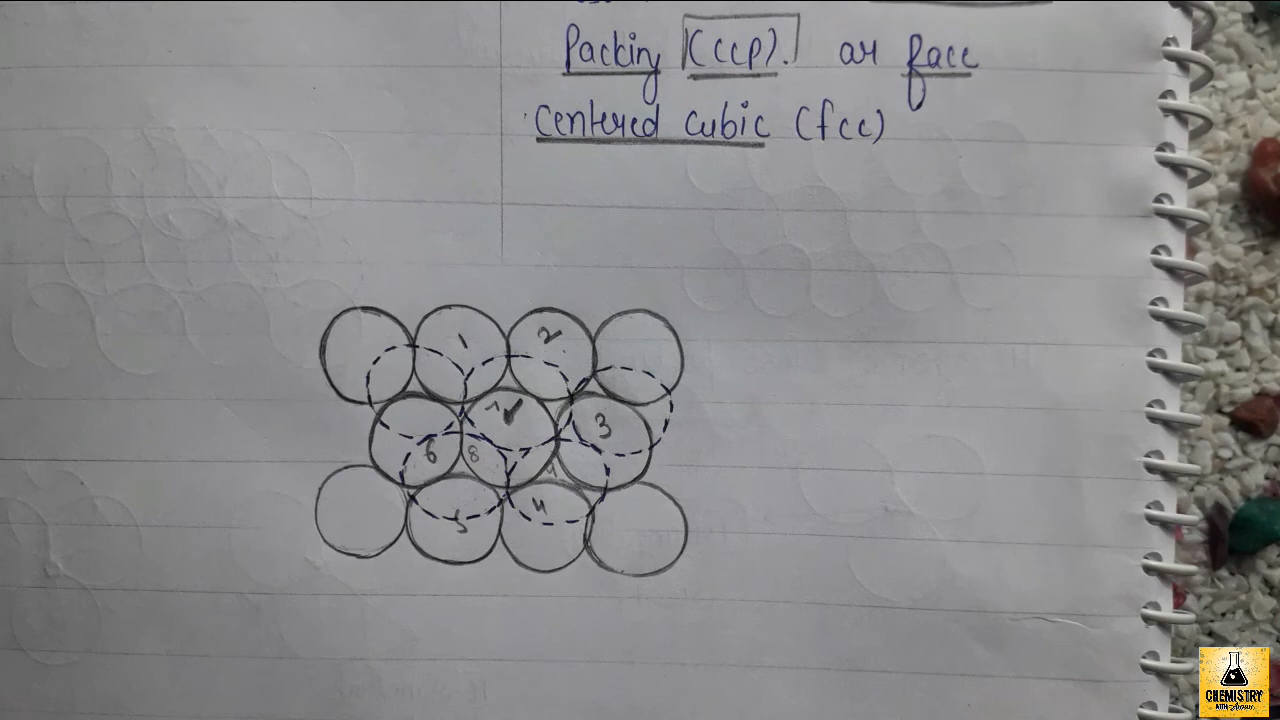 Packing (CCP). or face
centered cubic (fcc)
1 2
7 3
6 8
5 4
CHEMISTRY